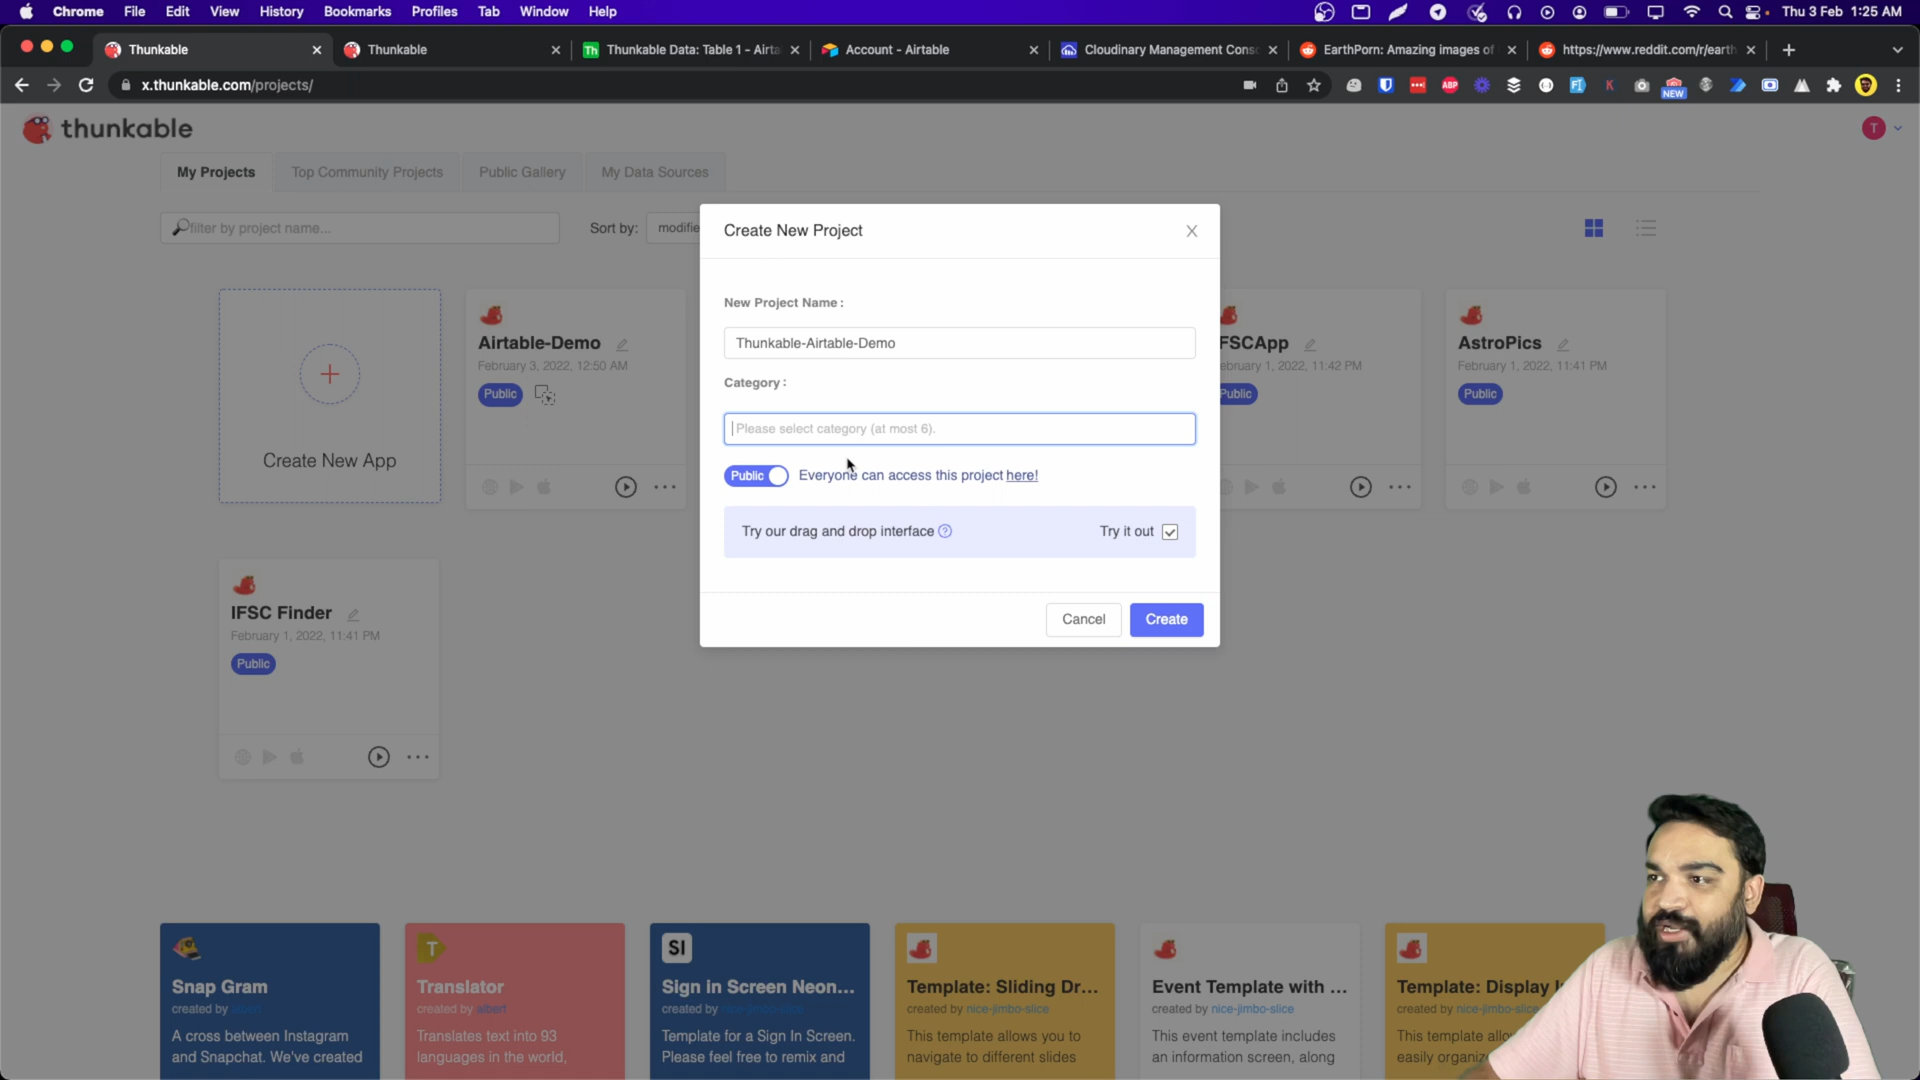 Chrome File Edit View History Bookmarks Profiles Tab Window Help Thu 3 Feb 1:25 AM
Thunkable Thunkable Thunkable Data: Table 1 - Airta Account - Airtable Cloudinary Management Cons EarthPorn: Amazing images of https://www.reddit.com/r/earth
x.thunkable.com/projects/ ABP NEW
thunkable T
My Projects Top Community Projects Public Gallery My Data Sources
filter by project name... Sort by: modifie
Create New Project
New Project Name :
Thunkable-Airtable-Demo
Category :
Please select category (at most 6).
Public Everyone can access this project here!
Try our drag and drop interface ? Try it out
Cancel Create
Create New App
Airtable-Demo
February 3, 2022, 12:50 AM
Public
FSCApp
ebruary 1, 2022, 11:42 PM
Public
AstroPics
February 1, 2022, 11:41 PM
Public
IFSC Finder
February 1, 2022, 11:41 PM
Public
Snap Gram
created by
A cross between Instagram
and Snapchat. We've created
T
Translator
created by albert
Translates text into 93
languages in the world,
SI
Sign in Screen Neon...
created by nice-jimbo-slice
Template for a Sign In Screen.
Please feel free to remix and
Template: Sliding Dr...
created by nice-jimbo-slice
This template allows you to
navigate to different slides
Event Template with ...
created by nice-jimbo-slice
This event template includes
an information screen, along
Template: Display
created by nice-jimbo-slice
This template
easily